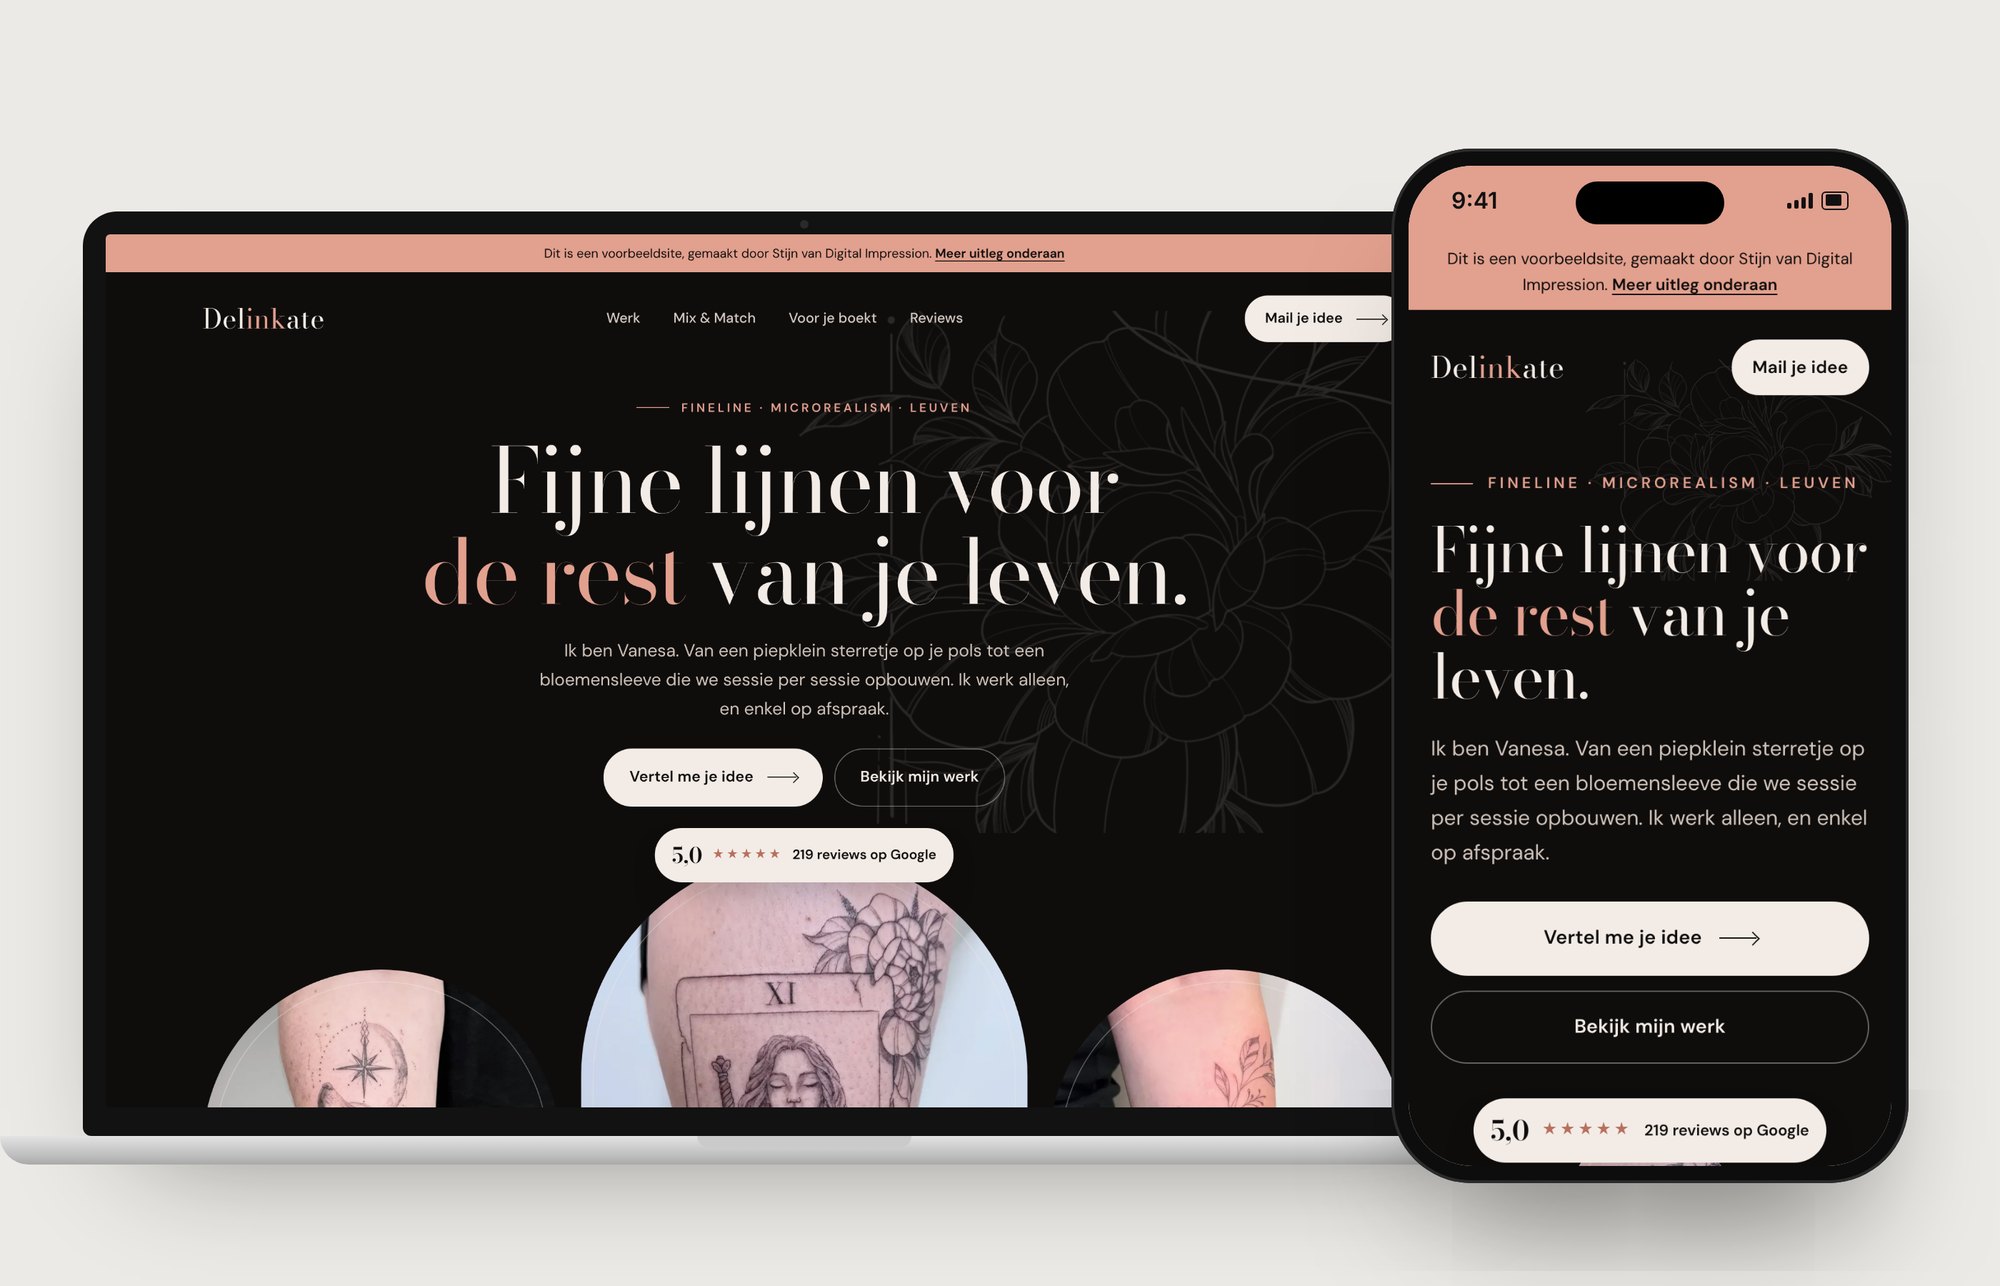 Dit is een voorbeeldsite, gemaakt door Stijn van Digital Impression. Meer uitleg onderaan
Delinkate
Werk
Mix & Match
Voor je boekt
Reviews
Mail je idee
FINELINE · MICROREALISM · LEUVEN
Fijne lijnen voor
de rest van je leven.
Ik ben Vanesa. Van een piepklein sterretje op je pols tot een
bloemensleeve die we sessie per sessie opbouwen. Ik werk alleen,
en enkel op afspraak.
Vertel me je idee
Bekijk mijn werk
5,0 ★★★★★ 219 reviews op Google
XI
9:41
Dit is een voorbeeldsite, gemaakt door Stijn van Digital
Impression. Meer uitleg onderaan
Delinkate
Mail je idee
FINELINE · MICROREALISM · LEUVEN
Fijne lijnen voor
de rest van je
leven.
Ik ben Vanesa. Van een piepklein sterretje op
je pols tot een bloemensleeve die we sessie
per sessie opbouwen. Ik werk alleen, en enkel
op afspraak.
Vertel me je idee
Bekijk mijn werk
5,0 ★★★★★ 219 reviews op Google